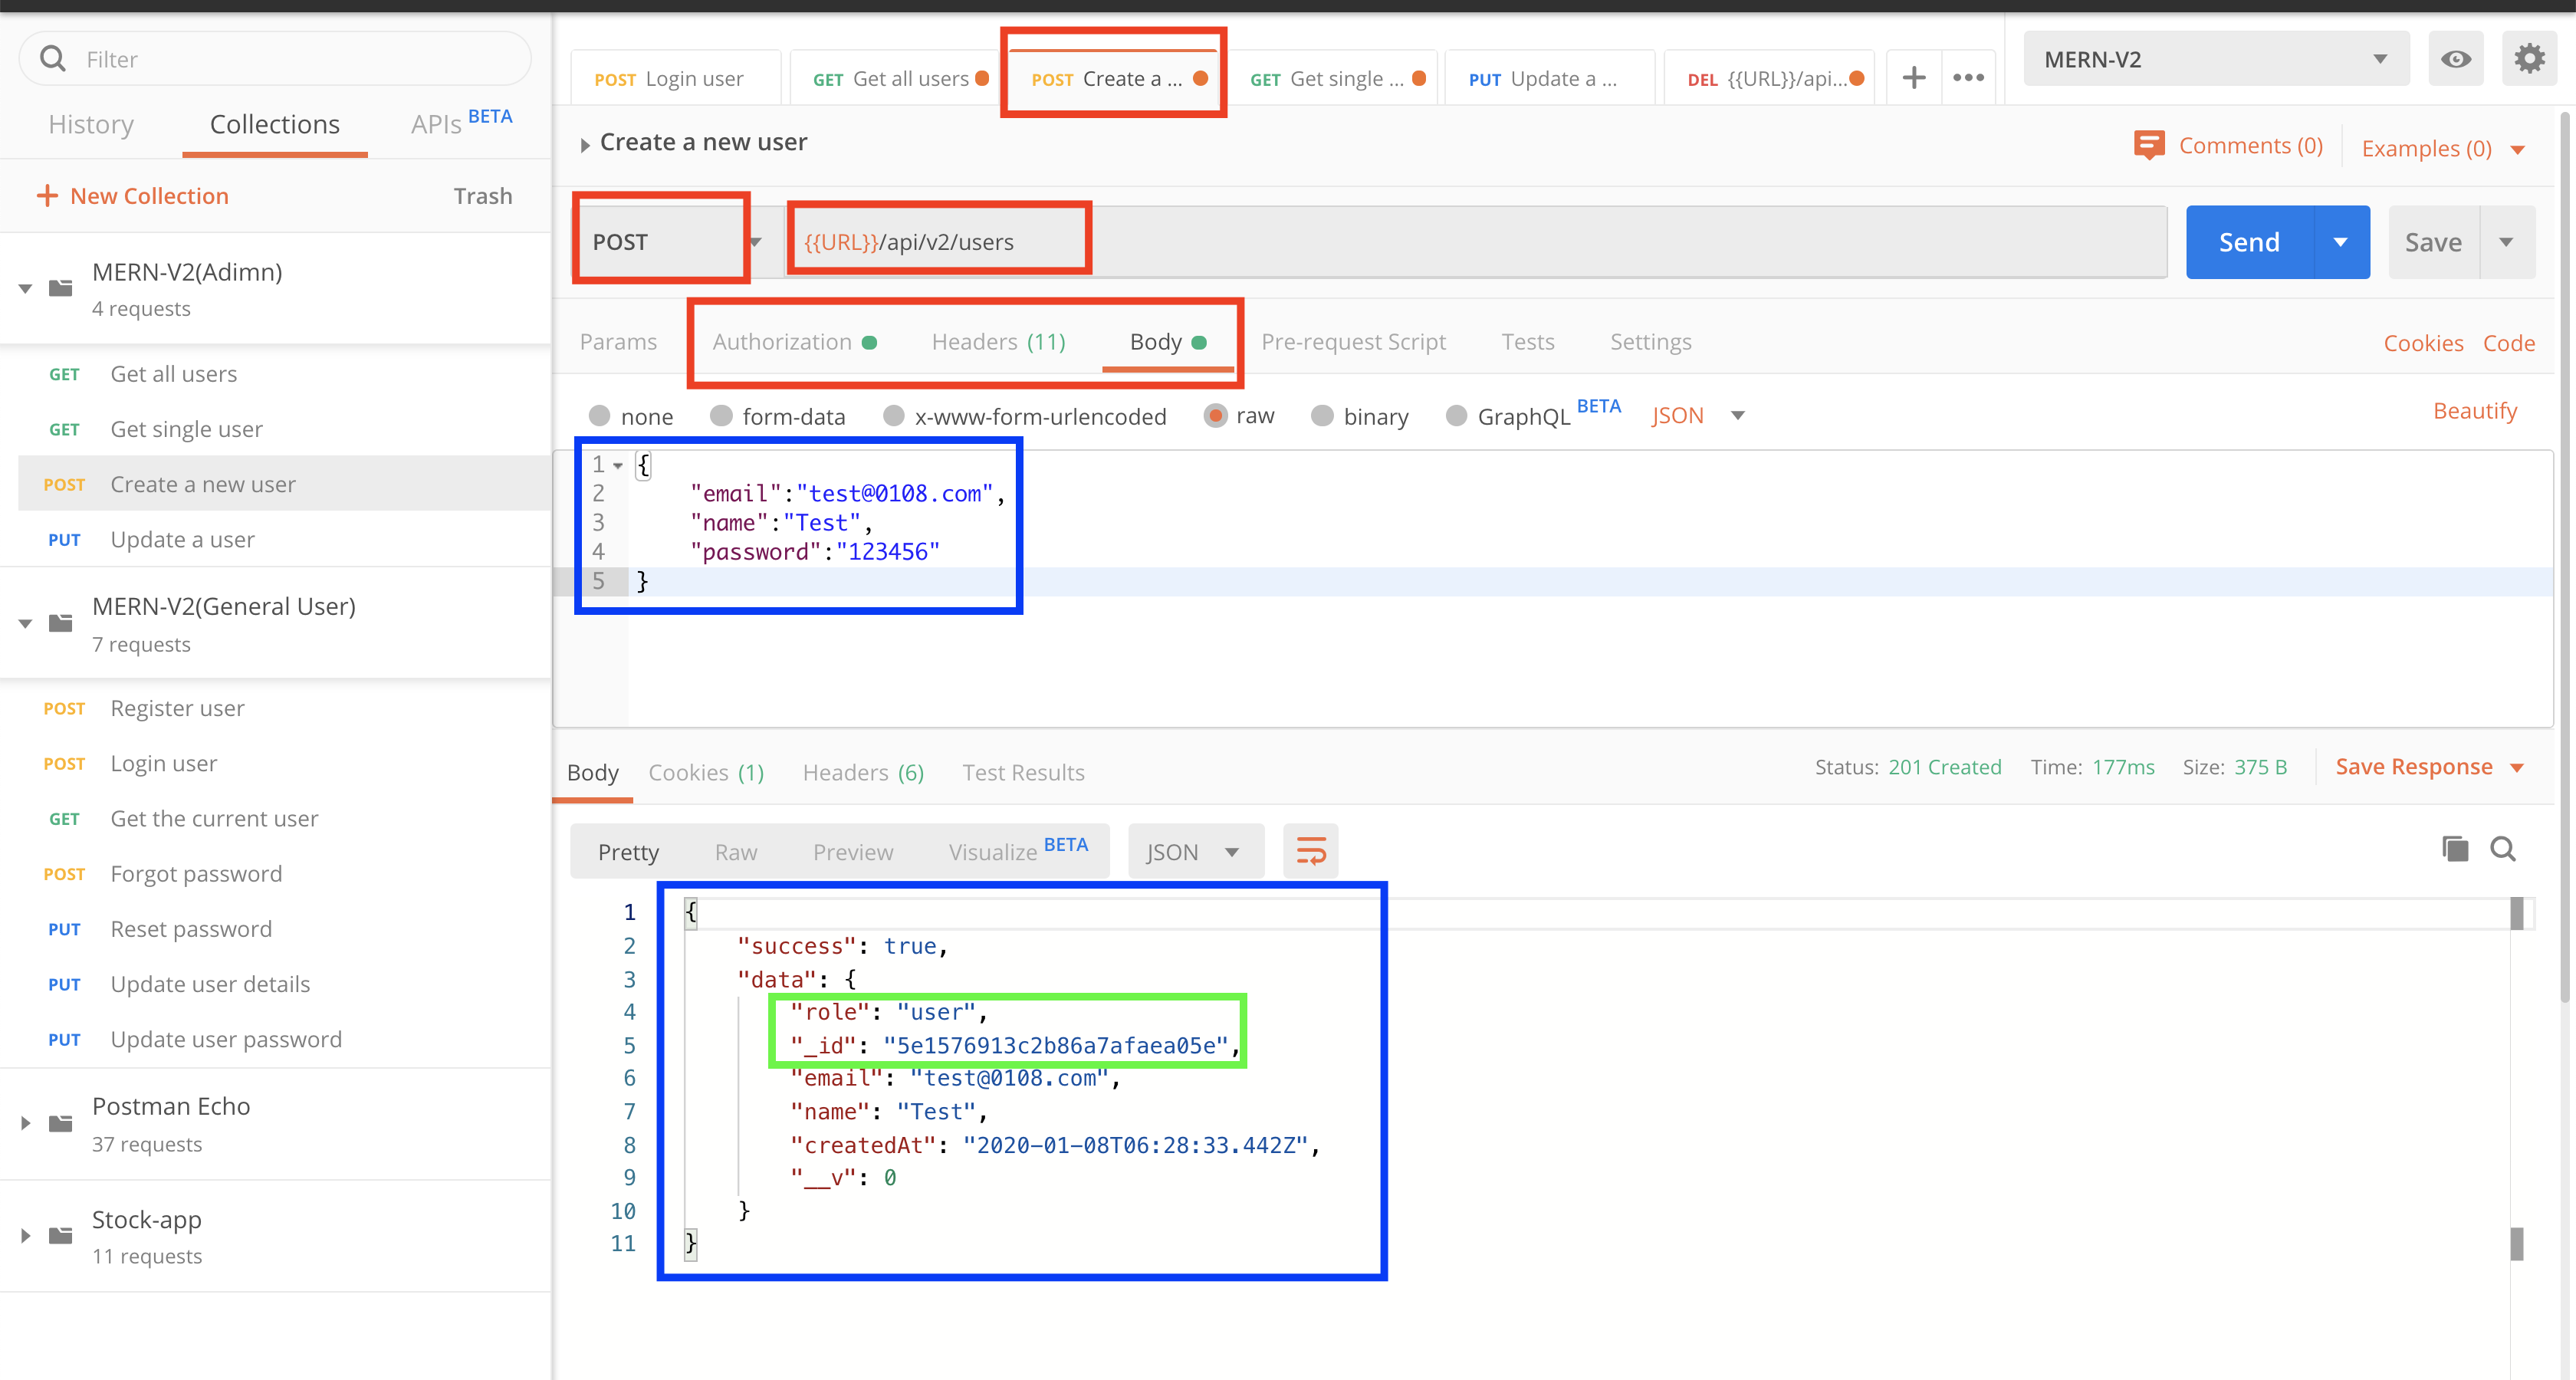 Filter
History
Collections
APIs BETA
+ New Collection
Trash
MERN-V2(Adimn)
4 requests
GET Get all users
GET Get single user
POST Create a new user
PUT Update a user
MERN-V2(General User)
7 requests
POST Register user
POST Login user
GET Get the current user
POST Forgot password
PUT Reset password
PUT Update user details
PUT Update user password
Postman Echo
37 requests
Stock-app
11 requests
POST Login user
GET Get all users
POST Create a ...
GET Get single ...
PUT Update a ...
DEL {{URL}}/api...
MERN-V2
Create a new user
Comments (0)
Examples (0)
POST
{{URL}}/api/v2/users
Send
Save
Params
Authorization
Headers (11)
Body
Pre-request Script
Tests
Settings
Cookies
Code
none
form-data
x-www-form-urlencoded
raw
binary
GraphQL BETA
JSON
Beautify
1 {
2 "email":"test@0108.com",
3 "name":"Test",
4 "password":"123456"
5 }
Body
Cookies (1)
Headers (6)
Test Results
Status: 201 Created
Time: 177ms
Size: 375 B
Save Response
Pretty
Raw
Preview
Visualize BETA
JSON
1 {
2 "success": true,
3 "data": {
4 "role": "user",
5 "_id": "5e1576913c2b86a7afaea05e",
6 "email": "test@0108.com",
7 "name": "Test",
8 "createdAt": "2020-01-08T06:28:33.442Z",
9 "__v": 0
10 }
11 }